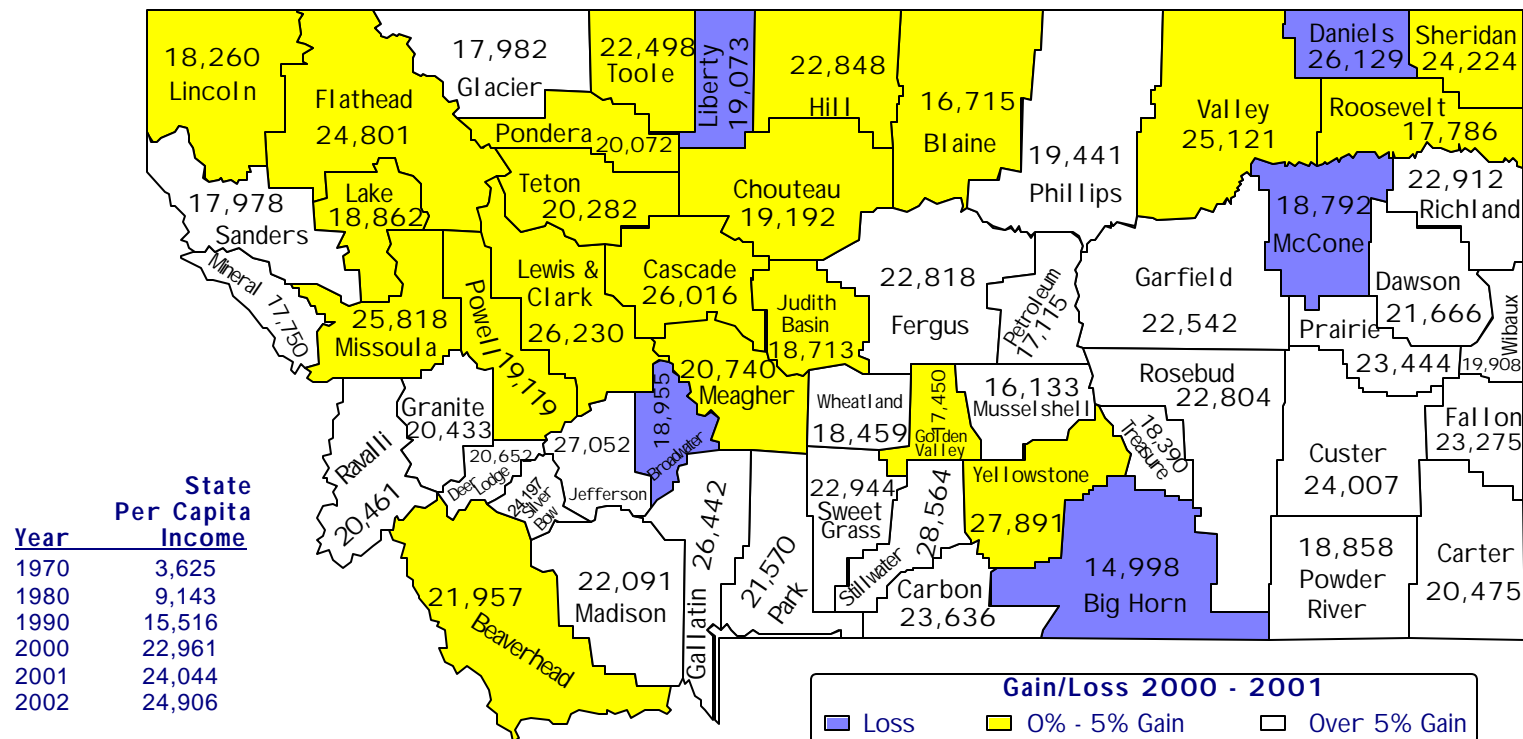 18,260
Lincoln
Flathead
24,801
17,982
Glacier
22,498
Toole
Liberty
19,073
22,848
Hill
16,715
Blaine
19,441
Phillips
Valley
25,121
Daniels
26,129
Sheridan
24,224
Roosevelt
17,786
Pondera
20,072
Teton
20,282
Chouteau
19,192
Lake
18,862
17,978
Sanders
Mineral 17,750
25,818
Missoula
Powell
19,119
Lewis &
Clark
26,230
Cascade
26,016
Judith
Basin
18,713
22,818
Fergus
Petroleum
17,115
Garfield
22,542
18,792
McCone
22,912
Richland
Dawson
21,666
Prairie
23,444
Wibaux
19,908
20,740
Meagher
18,955
Broadwater
Granite
20,433
Ravalli
20,461
20,652
Deer
Lodge
24,197
Silver
Bow
27,052
Jefferson
Wheatland
18,459
17,450
Golden
Valley
16,133
Musselshell
Rosebud
22,804
18,390
Treasure
Yellowstone
27,891
Custer
24,007
Fallon
23,275
21,957
Beaverhead
22,091
Madison
Gallatin 26,442
21,570
Park
22,944
Sweet
Grass
Stillwater
28,564
Carbon
23,636
14,998
Big Horn
18,858
Powder
River
Carter
20,475
State
Per Capita
Year Income
1970 3,625
1980 9,143
1990 15,516
2000 22,961
2001 24,044
2002 24,906
Gain/Loss 2000 - 2001
Loss 0% - 5% Gain Over 5% Gain